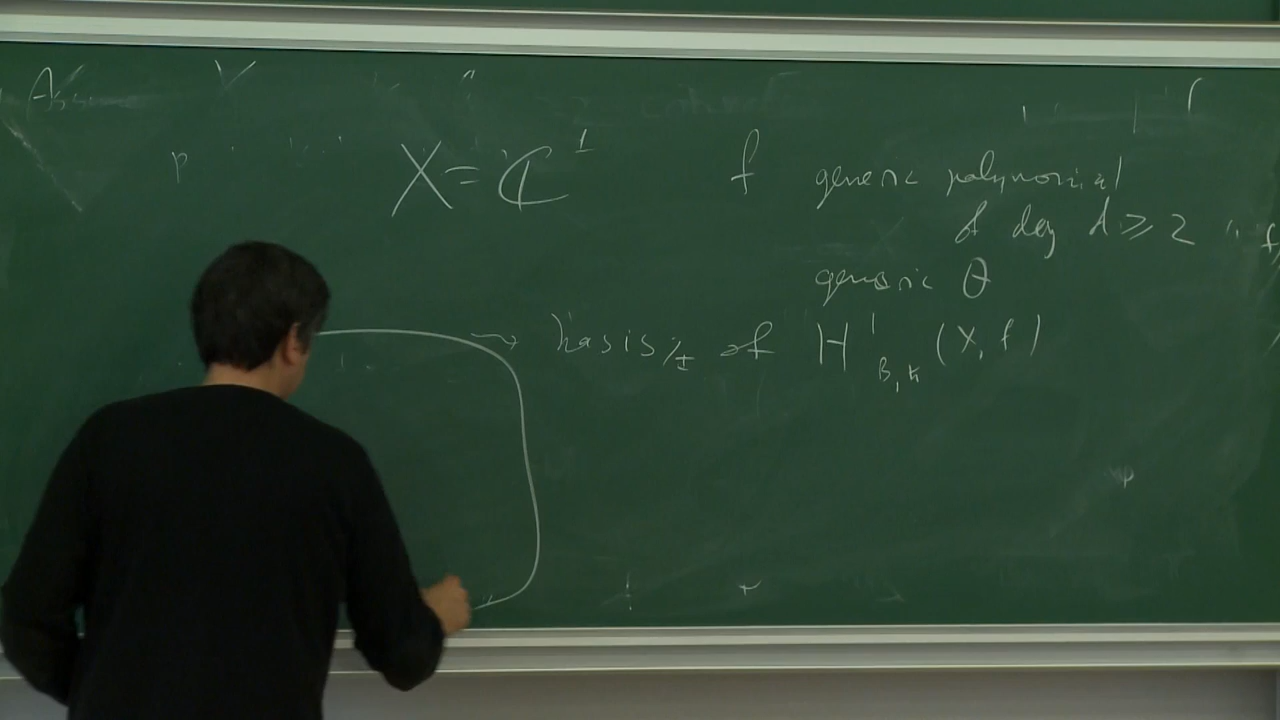 X = ℂ¹ f generic polynomial
of deg d ⩾ 2
generic θ
⇝ basis/± of H¹_{B,ħ}(X, f)